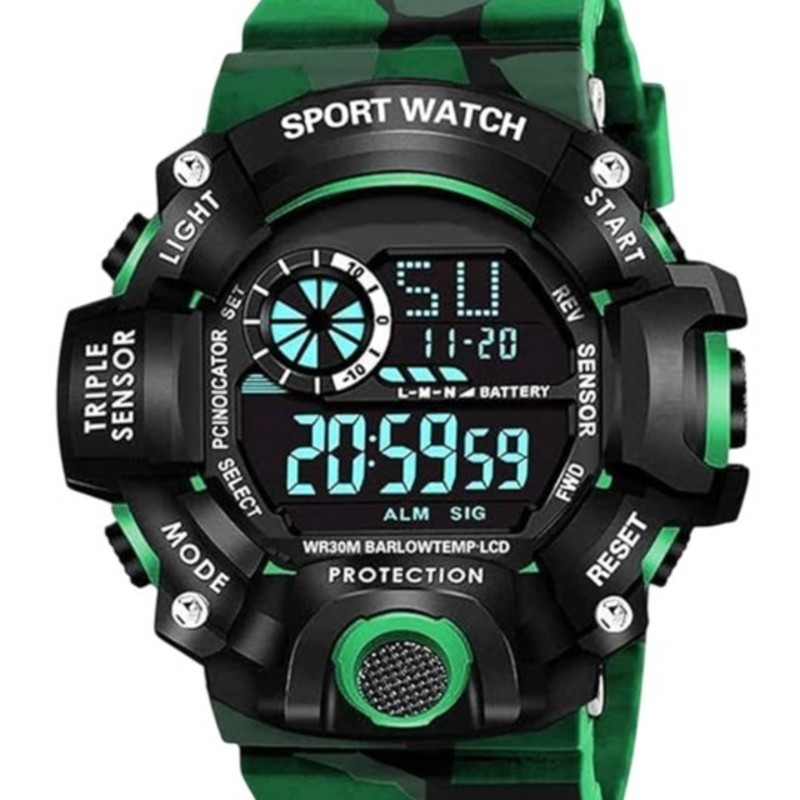 SPORT WATCH
LIGHT
START
10
0
-10
SU
11-20
SET
REV
PCINOICATOR
SENSOR
TRIPLE
SENSOR
L-M-N BATTERY
20:59 59
SELECT
FWD
ALM SIG
WR30M BARLOWTEMP·LCD
MODE
RESET
PROTECTION